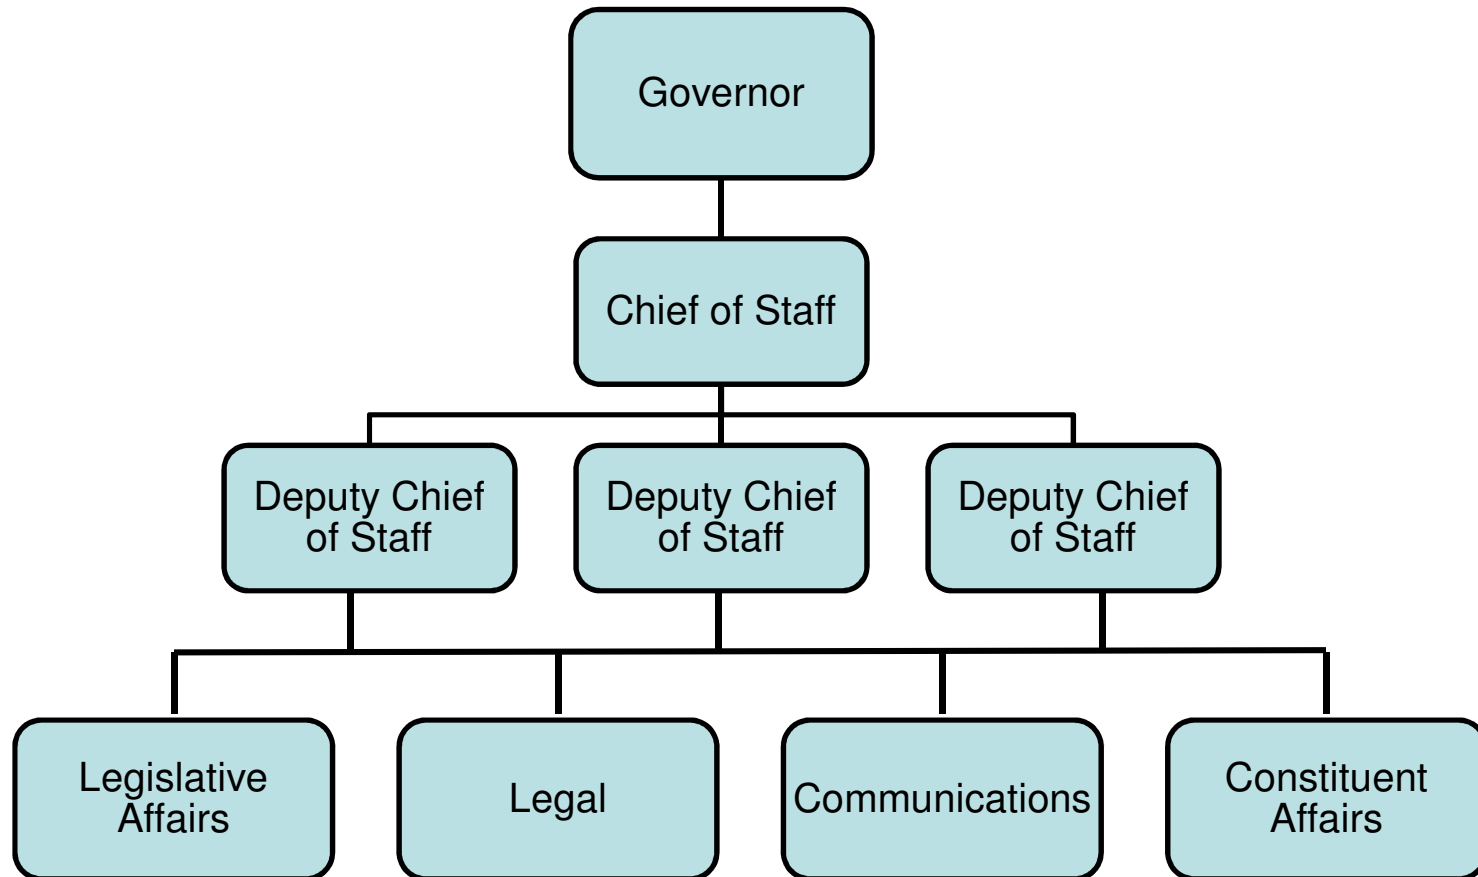 Governor
Chief of Staff
Deputy Chief
of Staff
Deputy Chief
of Staff
Deputy Chief
of Staff
Legislative
Affairs
Legal
Communications
Constituent
Affairs